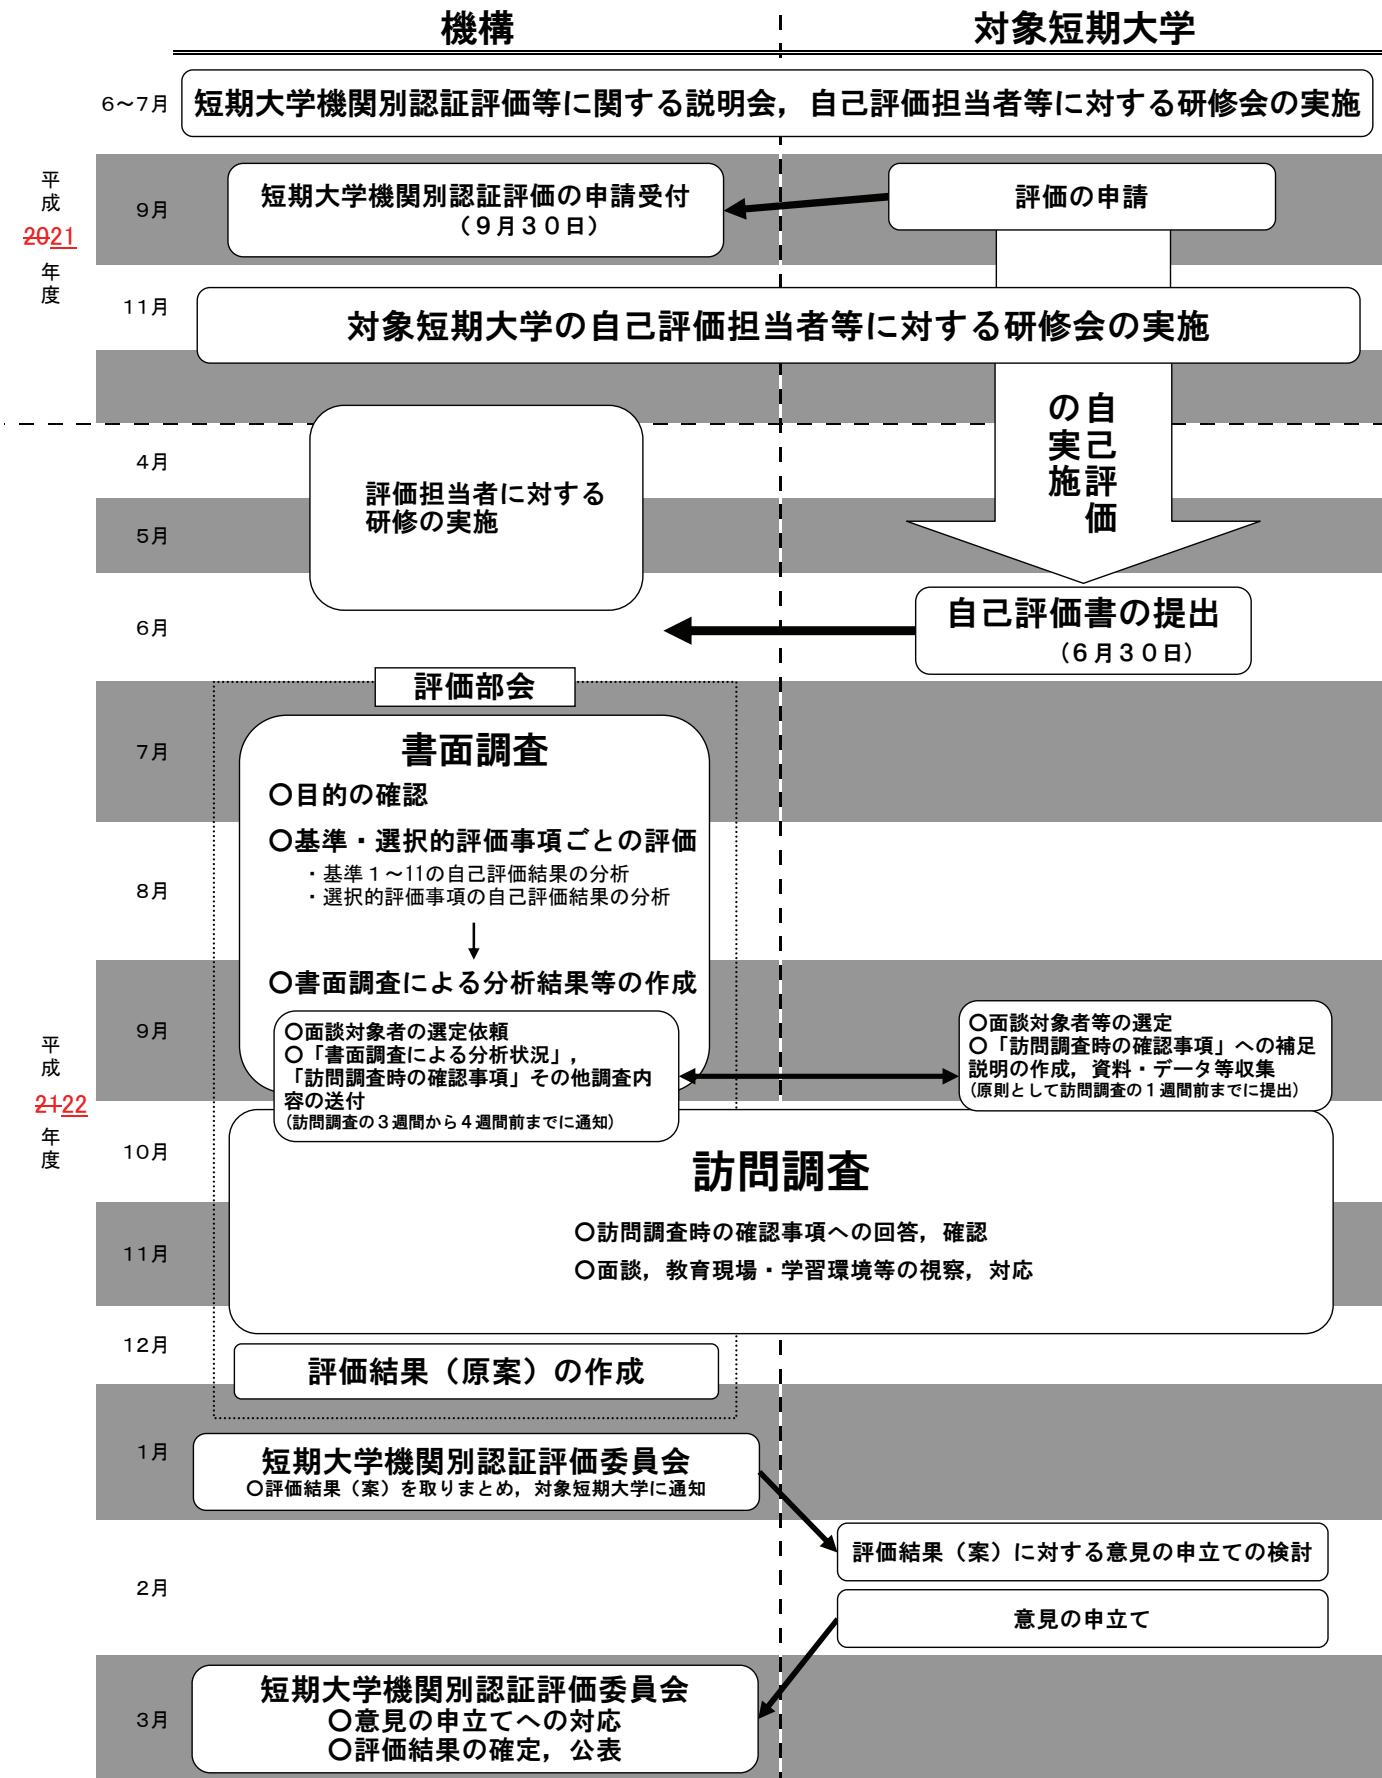 機構
対象短期大学
6～7月
短期大学機関別認証評価等に関する説明会，自己評価担当者等に対する研修会の実施
平成
2021
年度
9月
短期大学機関別認証評価の申請受付
（９月３０日）
評価の申請
11月
対象短期大学の自己評価担当者等に対する研修会の実施
自己評価
の実施
4月
評価担当者に対する
研修の実施
5月
6月
自己評価書の提出
（６月３０日）
評価部会
7月
書面調査
○目的の確認
○基準・選択的評価事項ごとの評価
・基準１～11の自己評価結果の分析
・選択的評価事項の自己評価結果の分析
8月
○書面調査による分析結果等の作成
平成
2122
年度
9月
○面談対象者の選定依頼
○「書面調査による分析状況」，
「訪問調査時の確認事項」その他調査内
容の送付
(訪問調査の３週間から４週間前までに通知)
○面談対象者等の選定
○「訪問調査時の確認事項」への補足
説明の作成，資料・データ等収集
(原則として訪問調査の１週間前までに提出)
10月
訪問調査
○訪問調査時の確認事項への回答，確認
11月
○面談，教育現場・学習環境等の視察，対応
12月
評価結果（原案）の作成
1月
短期大学機関別認証評価委員会
○評価結果（案）を取りまとめ，対象短期大学に通知
評価結果（案）に対する意見の申立ての検討
2月
意見の申立て
3月
短期大学機関別認証評価委員会
○意見の申立てへの対応
○評価結果の確定，公表